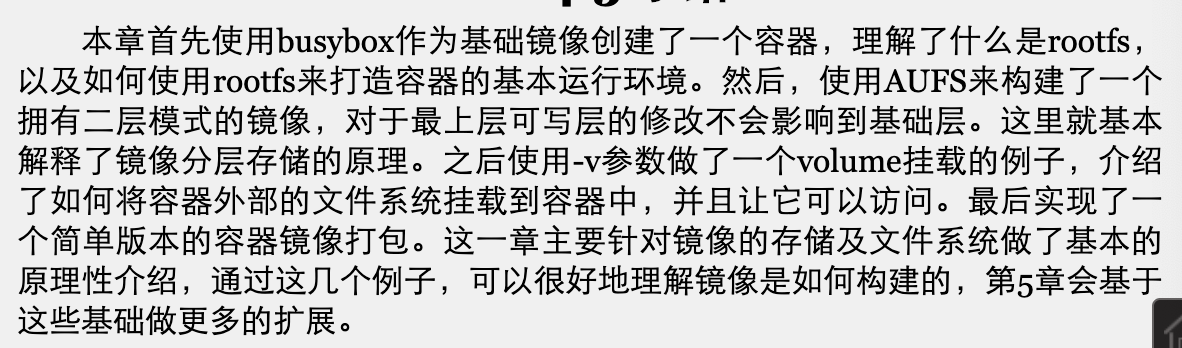 本章首先使用busybox作为基础镜像创建了一个容器，理解了什么是rootfs，
以及如何使用rootfs来打造容器的基本运行环境。然后，使用AUFS来构建了一个
拥有二层模式的镜像，对于最上层可写层的修改不会影响到基础层。这里就基本
解释了镜像分层存储的原理。之后使用-v参数做了一个volume挂载的例子，介绍
了如何将容器外部的文件系统挂载到容器中，并且让它可以访问。最后实现了一
个简单版本的容器镜像打包。这一章主要针对镜像的存储及文件系统做了基本的
原理性介绍，通过这几个例子，可以很好地理解镜像是如何构建的，第5章会基于
这些基础做更多的扩展。